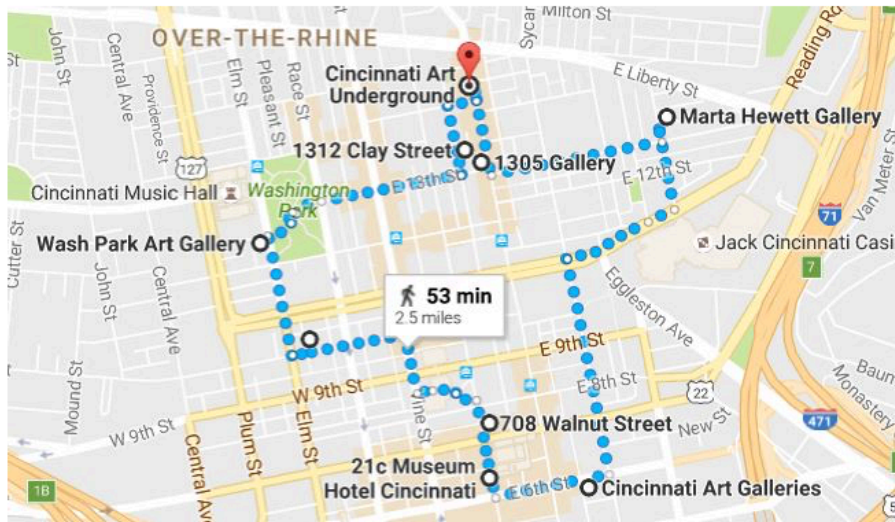 Milton St
Sycar
OVER-THE-RHINE
John St
Central Ave
Providence St
Elm St
Pleasant St
Race St
Cincinnati Art
Underground
E Liberty St
Reading Rd
Marta Hewett Gallery
127
1312 Clay Street
1305 Gallery
E 13th St
E 12th St
Van Meter St
Cincinnati Music Hall
Washington
Park
71
Wash Park Art Gallery
Jack Cincinnati Casi
Cutter St
John St
Central Ave
7
53 min
2.5 miles
Eggleston Ave
E 9th St
Mound St
W 9th St
E 8th St
22
Baum
Monastery
Vine St
708 Walnut Street
New St
471
W 9th St
Plum St
Elm St
Central Ave
21c Museum
Hotel Cincinnati
E 6th St
Cincinnati Art Galleries
1B
5